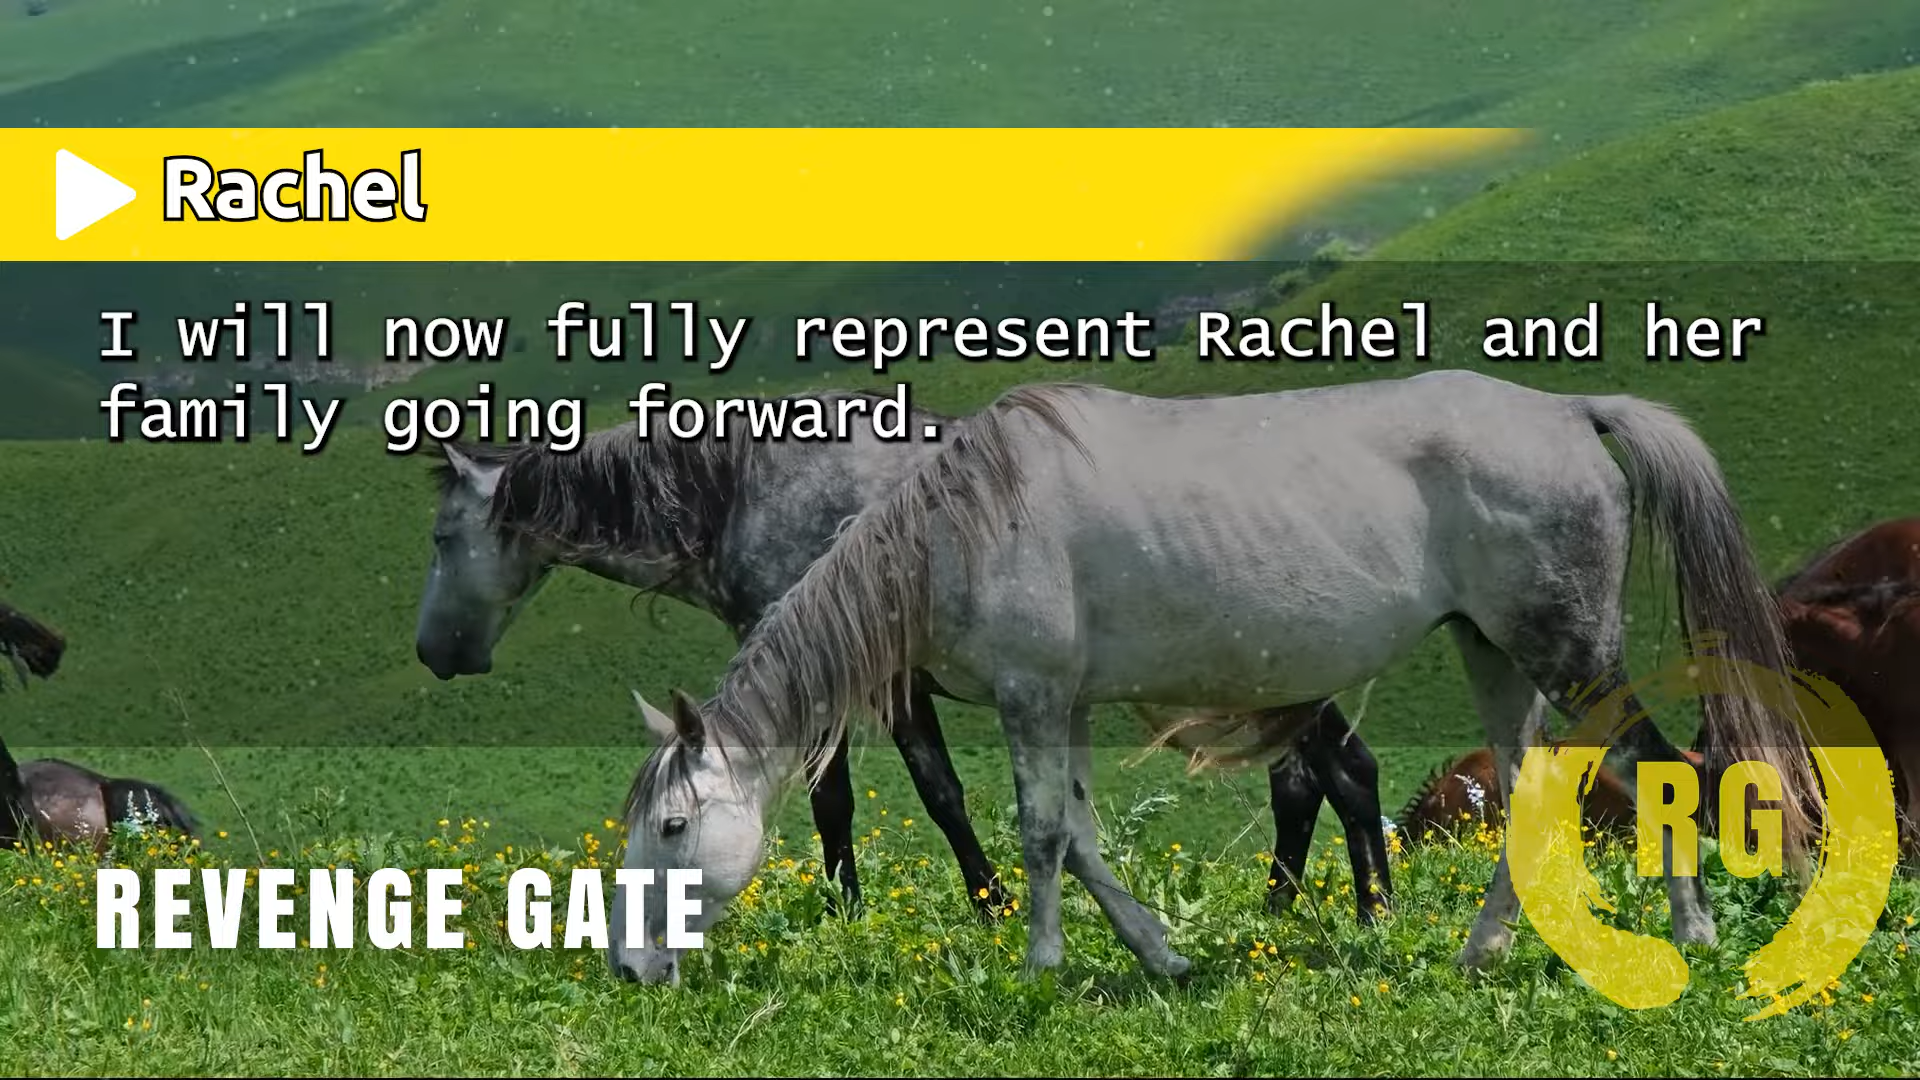 Rachel
I will now fully represent Rachel and her
family going forward.
REVENGE GATE
RG